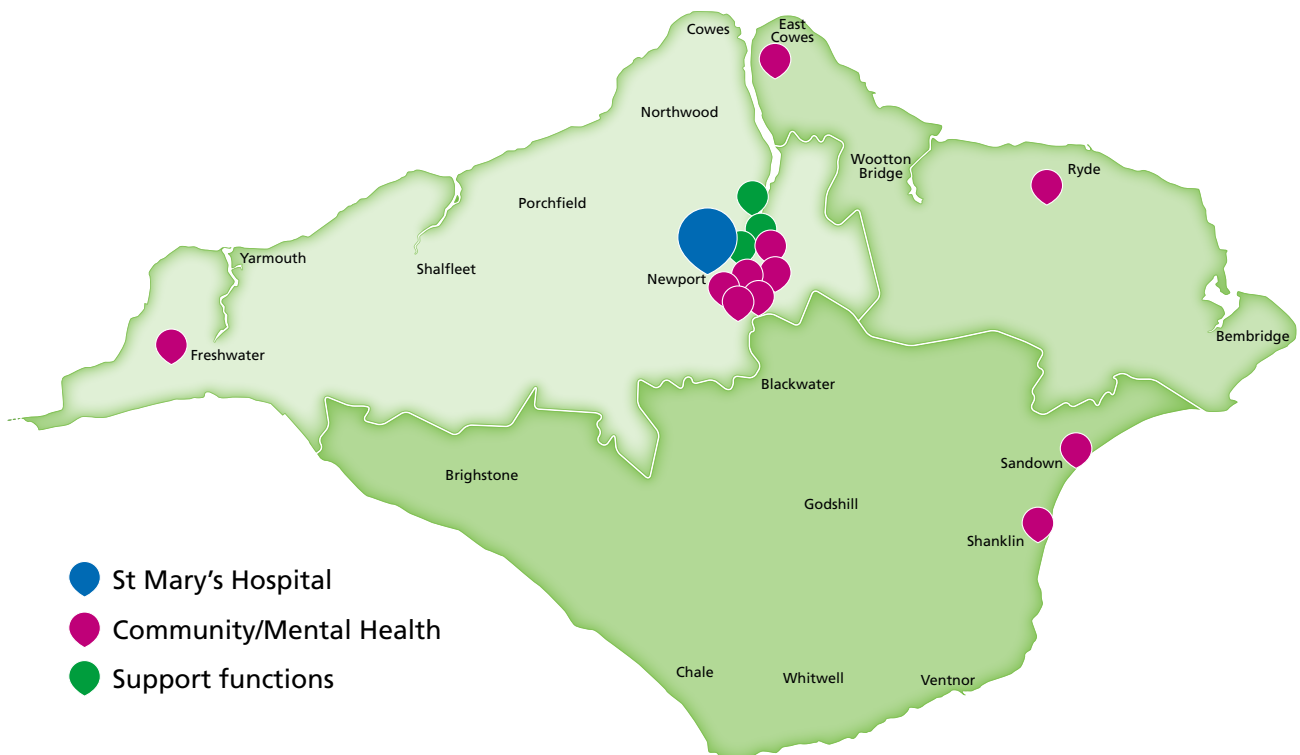 Cowes
East
Cowes
Northwood
Wootton
Bridge
Ryde
Porchfield
Yarmouth
Shalfleet
Newport
Freshwater
Bembridge
Blackwater
Sandown
Brighstone
Godshill
Shanklin
St Mary's Hospital
Community/Mental Health
Support functions
Chale
Whitwell
Ventnor